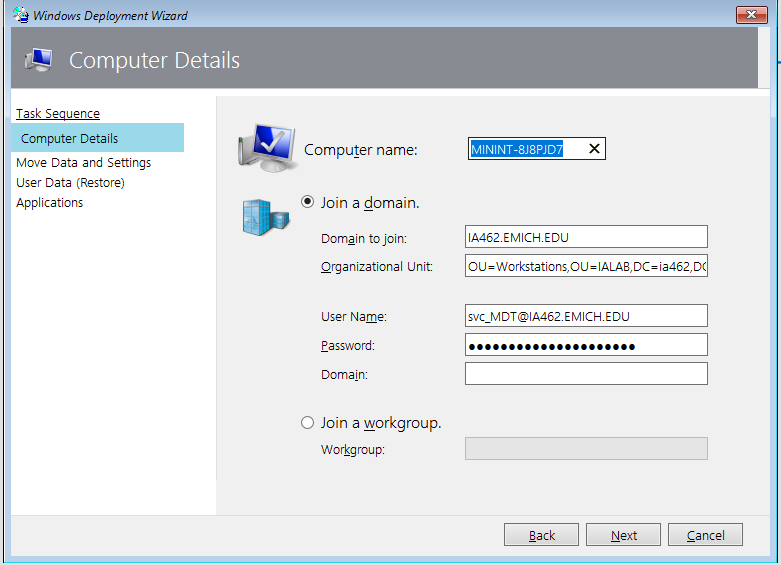 Windows Deployment Wizard
Computer Details
Task Sequence
Computer Details
Move Data and Settings
User Data (Restore)
Applications
Computer name: MININT-8J8PJD7
Join a domain.
Domain to join: IA462.EMICH.EDU
Organizational Unit: OU=Workstations,OU=IALAB,DC=ia462,DC
User Name: svc_MDT@IA462.EMICH.EDU
Password: ●●●●●●●●●●●●●●●●●●●●●
Domain:
Join a workgroup.
Workgroup:
Back Next Cancel